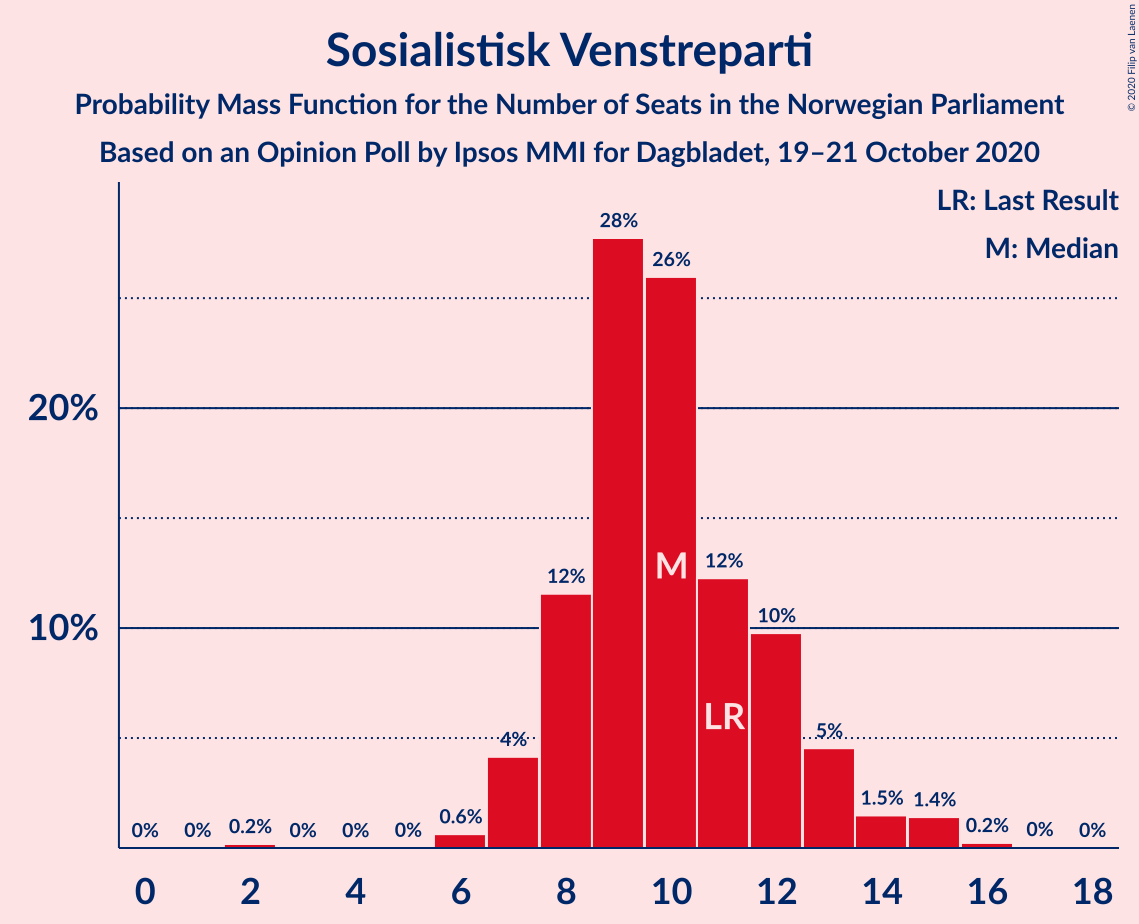 Sosialistisk Venstreparti
Probability Mass Function for the Number of Seats in the Norwegian Parliament
Based on an Opinion Poll by Ipsos MMI for Dagbladet, 19–21 October 2020
© 2020 Filip van Laenen
LR: Last Result
M: Median
20%
10%
0% 0% 0.2% 0% 0% 0% 0.6% 4% 12% 28% 26% 12% 10% 5% 1.5% 1.4% 0.2% 0% 0%
M
LR
0 2 4 6 8 10 12 14 16 18